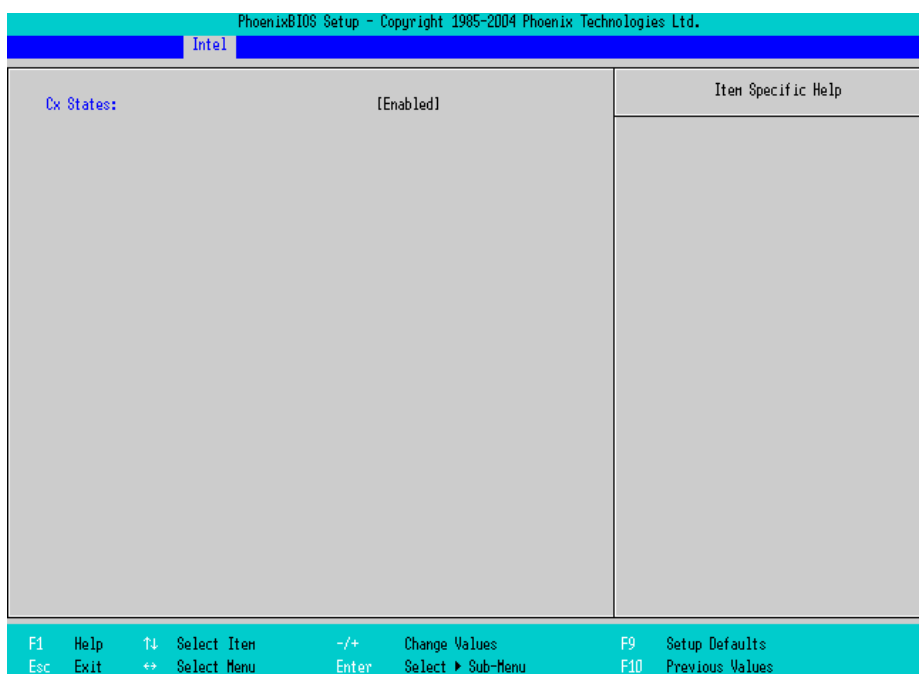 PhoenixBIOS Setup - Copyright 1985-2004 Phoenix Technologies Ltd.
Intel
Cx States: [Enabled]
Item Specific Help
F1 Help ↑↓ Select Item -/+ Change Values F9 Setup Defaults
Esc Exit ↔ Select Menu Enter Select ▶ Sub-Menu F10 Previous Values